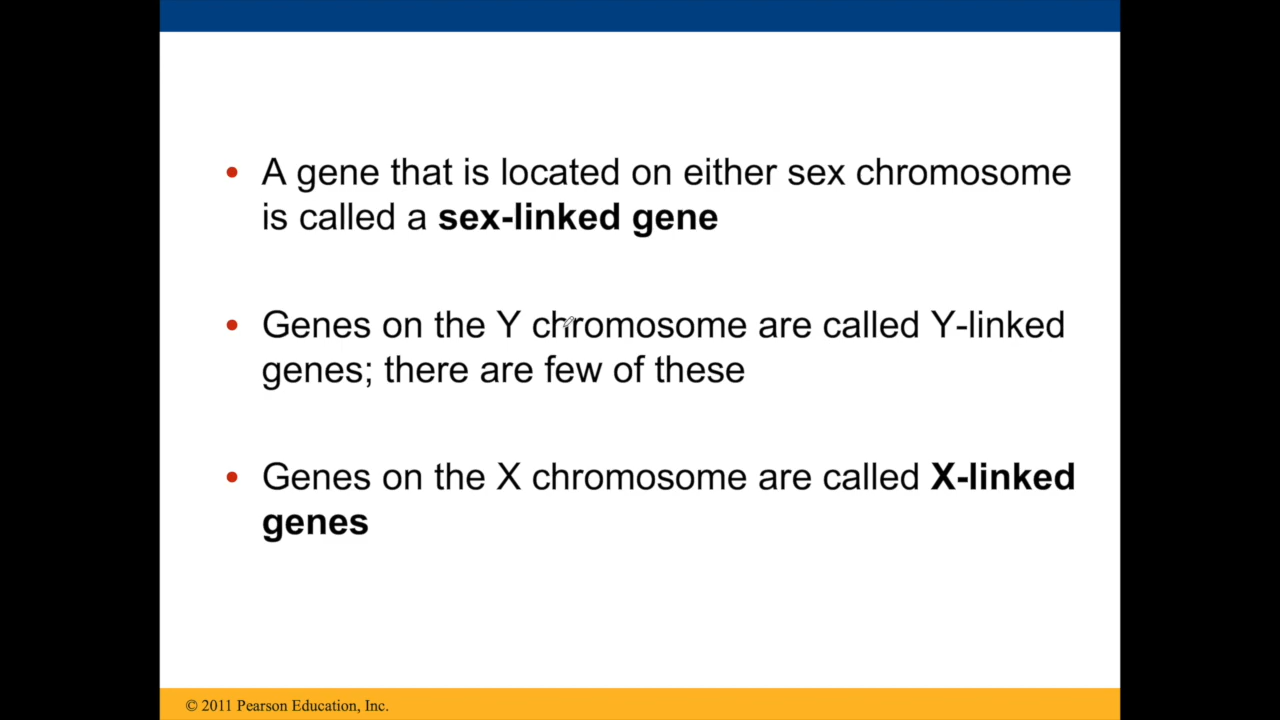 • A gene that is located on either sex chromosome
is called a sex-linked gene
• Genes on the Y chromosome are called Y-linked
genes; there are few of these
• Genes on the X chromosome are called X-linked
genes
© 2011 Pearson Education, Inc.